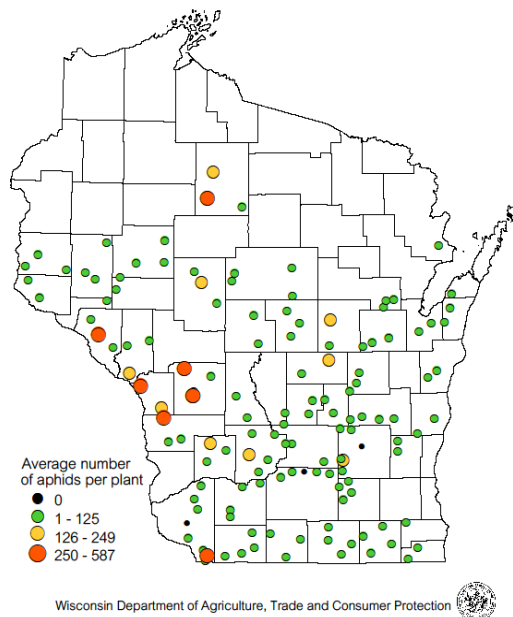 Average number
of aphids per plant
0
1 - 125
126 - 249
250 - 587
Wisconsin Department of Agriculture, Trade and Consumer Protection